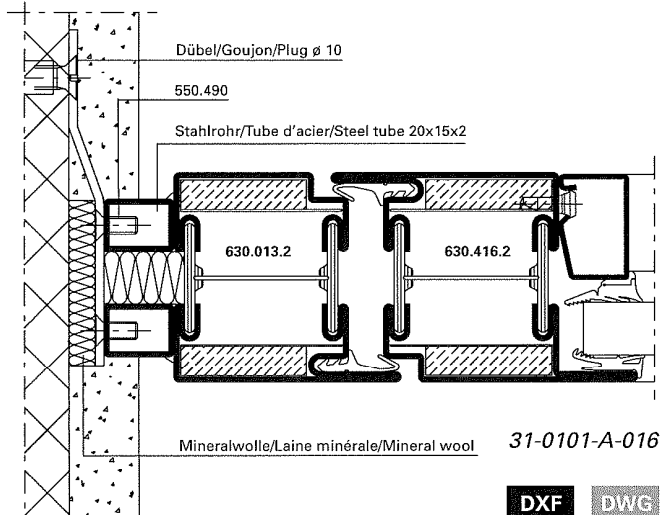 Dübel/Goujon/Plug ø 10
550.490
Stahlrohr/Tube d'acier/Steel tube 20x15x2
630.013.2
630.416.2
Mineralwolle/Laine minérale/Mineral wool
31-0101-A-016
DXF
DWG